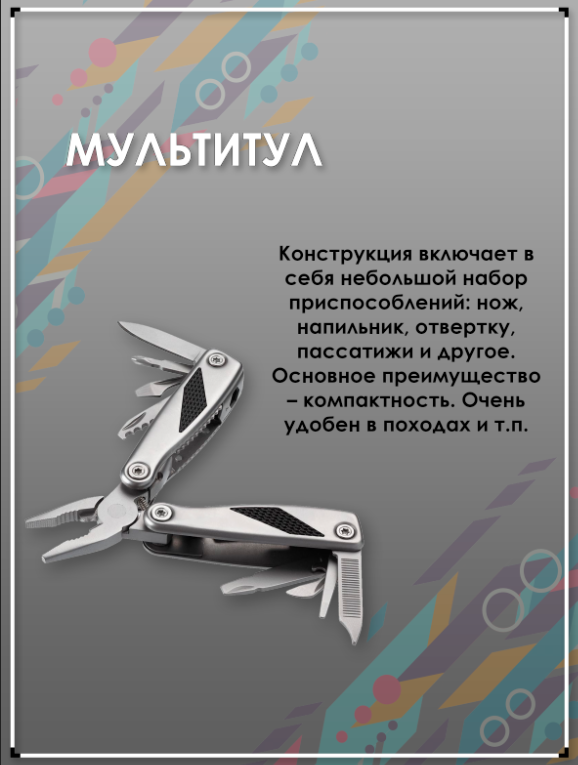 МУЛЬТИТУЛ
Конструкция включает в
себя небольшой набор
приспособлений: нож,
напильник, отвертку,
пассатижи и другое.
Основное преимущество
– компактность. Очень
удобен в походах и т.п.